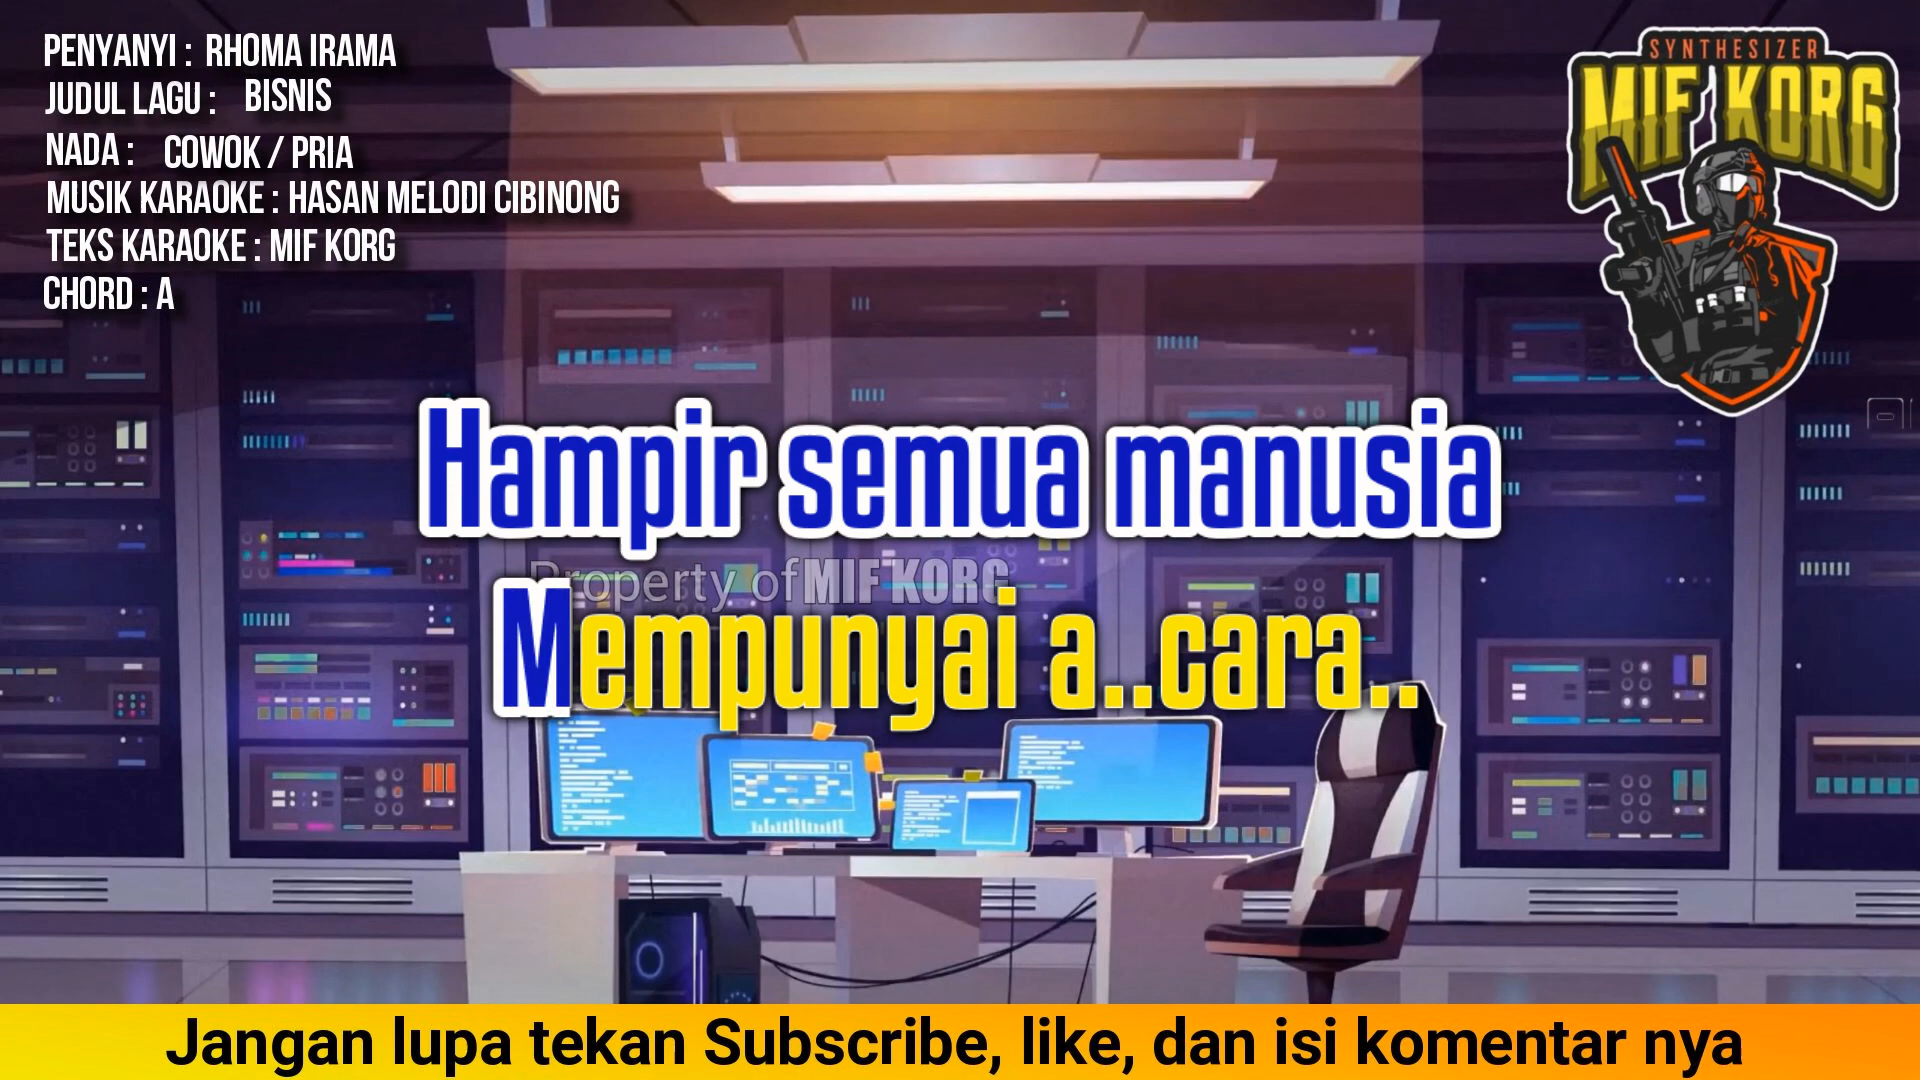 PENYANYI : RHOMA IRAMA
JUDUL LAGU : BISNIS
NADA : COWOK / PRIA
MUSIK KARAOKE : HASAN MELODI CIBINONG
TEKS KARAOKE : MIF KORG
CHORD : A
SYNTHESIZER
MIF KORG
Hampir semua manusia
Property of MIF KORG
Mempunyai a..cara..
Jangan lupa tekan Subscribe, like, dan isi komentar nya